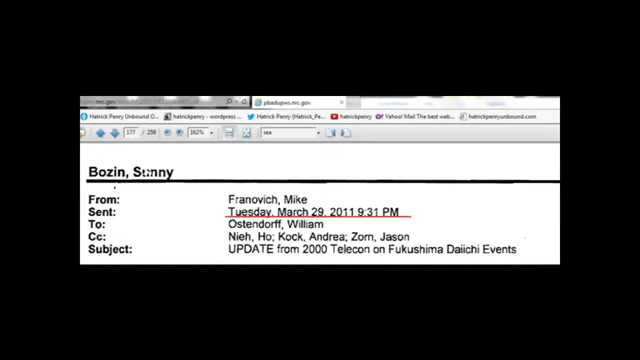 pbadupws.nrc.gov
Hatrick Penry Unbound O... hatrickpenry - wordpress ... Hatrick Penry (Hatrick_Pe... hatrickpenry Yahoo! Mail The best web... hatrickpenryunbound.com
177 / 258 162% sea
Bozin, Sunny
From: Franovich, Mike
Sent: Tuesday, March 29, 2011 9:31 PM
To: Ostendorff, William
Cc: Nieh, Ho; Kock, Andrea; Zorn, Jason
Subject: UPDATE from 2000 Telecon on Fukushima Daiichi Events